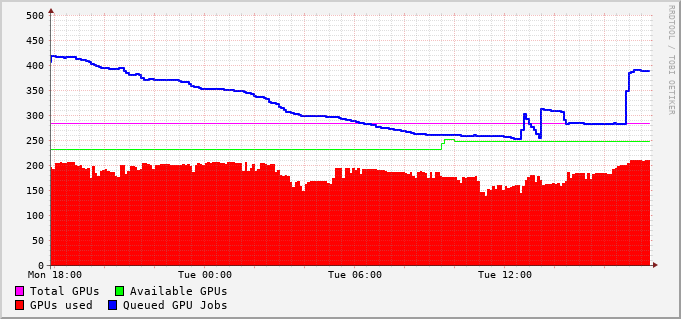 500
450
400
350
300
250
200
150
100
50
0
Mon 18:00 Tue 00:00 Tue 06:00 Tue 12:00
Total GPUs Available GPUs
GPUs used Queued GPU Jobs
RRDTOOL / TOBI OETIKER